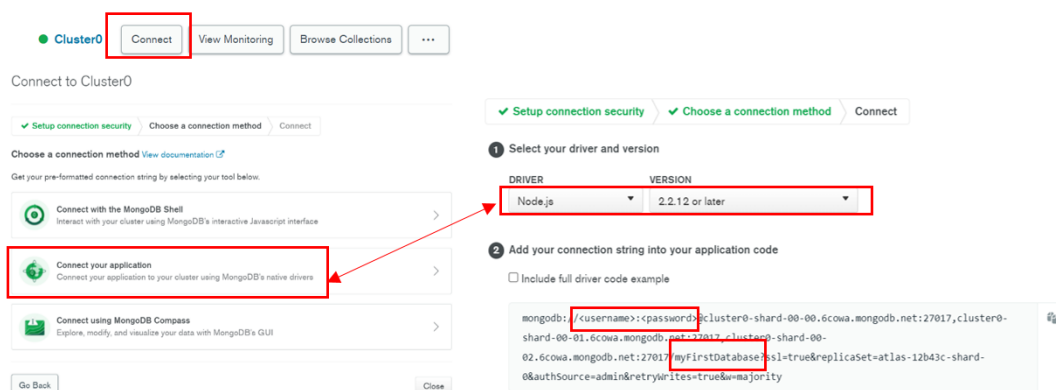 Cluster0 Connect View Monitoring Browse Collections ...
Connect to Cluster0
✔ Setup connection security Choose a connection method Connect
Choose a connection method View documentation
Get your pre-formatted connection string by selecting your tool below.
Connect with the MongoDB Shell
Interact with your cluster using MongoDB's interactive Javascript interface
Connect your application
Connect your application to your cluster using MongoDB's native drivers
Connect using MongoDB Compass
Explore, modify, and visualize your data with MongoDB's GUI
Go Back Close
✔ Setup connection security ✔ Choose a connection method Connect
1 Select your driver and version
DRIVER VERSION
Node.js 2.2.12 or later
2 Add your connection string into your application code
Include full driver code example
mongodb://<username>:<password>@cluster0-shard-00-00.6cowa.mongodb.net:27017,cluster0-
shard-00-01.6cowa.mongodb.net:27017,cluster0-shard-00-
02.6cowa.mongodb.net:27017/myFirstDatabase?ssl=true&replicaSet=atlas-12b43c-shard-
0&authSource=admin&retryWrites=true&w=majority